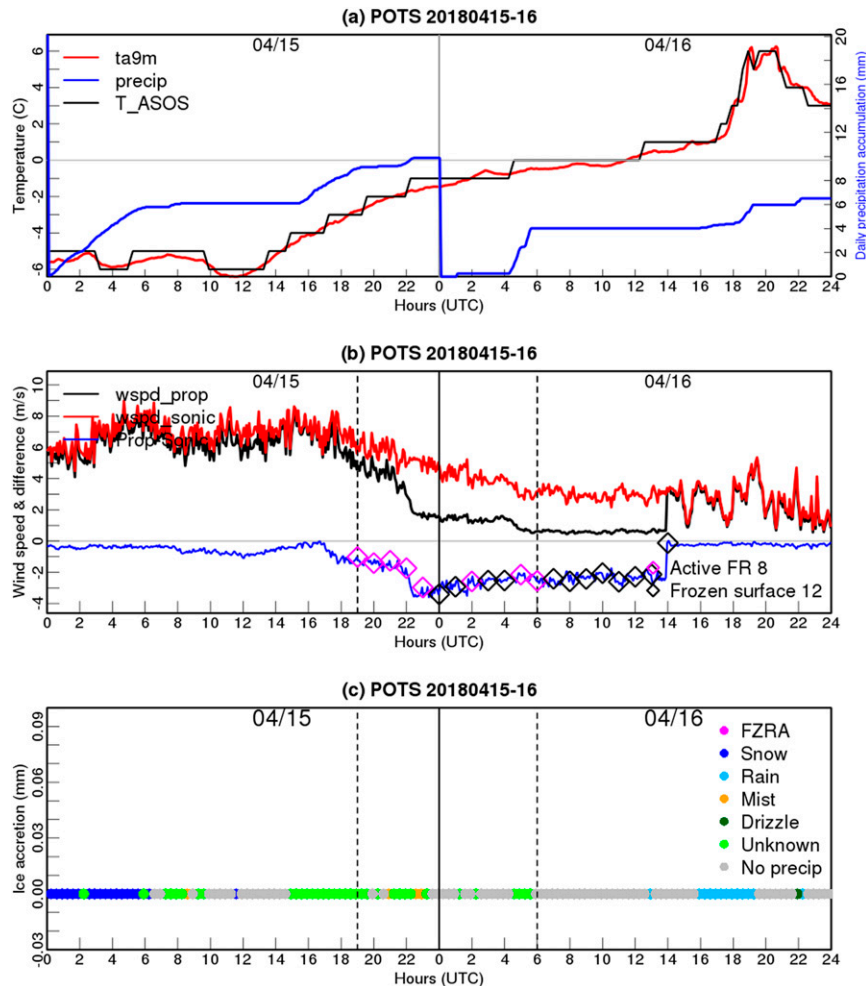 (a) POTS 20180415-16
04/15
04/16
ta9m
precip
T_ASOS
Temperature (C)
6
4
2
0
-2
-4
-6
20
16
12
8
4
0
Daily precipitation accumulation (mm)
0 2 4 6 8 10 12 14 16 18 20 22 0 2 4 6 8 10 12 14 16 18 20 22 24
Hours (UTC)
(b) POTS 20180415-16
04/15
04/16
wspd_prop
wspd_sonic
Prop-Sonic
Wind speed & difference (m/s)
10
8
6
4
2
0
-2
-4
Active FR 8
Frozen surface 12
0 2 4 6 8 10 12 14 16 18 20 22 0 2 4 6 8 10 12 14 16 18 20 22 24
Hours (UTC)
(c) POTS 20180415-16
04/15
04/16
FZRA
Snow
Rain
Mist
Drizzle
Unknown
No precip
Ice accretion (mm)
0.09
0.06
0.03
0.00
-0.03
0 2 4 6 8 10 12 14 16 18 20 22 0 2 4 6 8 10 12 14 16 18 20 22 24
Hours (UTC)